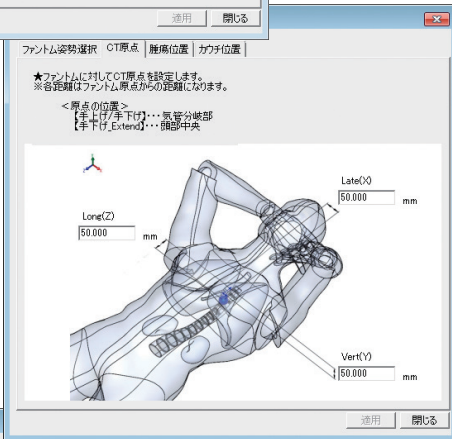 適用 閉じる
ファントム姿勢選択 CT原点 腫瘍位置 カウチ位置
★ファントムに対してCT原点を設定します。
※各距離はファントム原点からの距離になります。
＜原点の位置＞
【手上げ/手下げ】・・・気管分岐部
【手下げ_Extend】・・・頭部中央
Late(X)
50.000 mm
Long(Z)
50.000 mm
Vert(Y)
50.000 mm
適用 閉じる